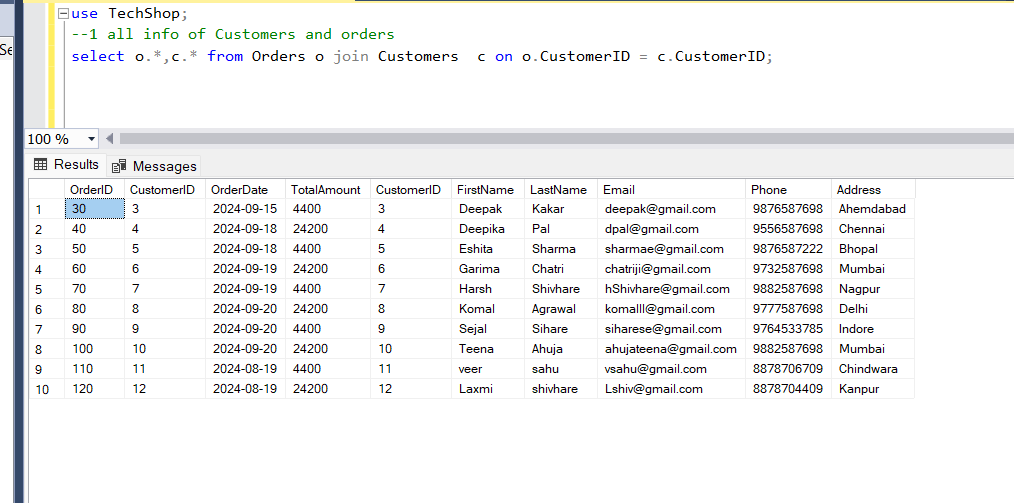 use TechShop;
--1 all info of Customers and orders
select o.*,c.* from Orders o join Customers  c on o.CustomerID = c.CustomerID;
100 %
Results Messages
OrderID CustomerID OrderDate TotalAmount CustomerID FirstName LastName Email Phone Address
1 30 3 2024-09-15 4400 3 Deepak Kakar deepak@gmail.com 9876587698 Ahemdabad
2 40 4 2024-09-18 24200 4 Deepika Pal dpal@gmail.com 9556587698 Chennai
3 50 5 2024-09-18 4400 5 Eshita Sharma sharmae@gmail.com 9876587222 Bhopal
4 60 6 2024-09-19 24200 6 Garima Chatri chatriji@gmail.com 9732587698 Mumbai
5 70 7 2024-09-19 4400 7 Harsh Shivhare hShivhare@gmail.com 9882587698 Nagpur
6 80 8 2024-09-20 24200 8 Komal Agrawal komalll@gmail.com 9777587698 Delhi
7 90 9 2024-09-20 4400 9 Sejal Sihare siharese@gmail.com 9764533785 Indore
8 100 10 2024-09-20 24200 10 Teena Ahuja ahujateena@gmail.com 9882587698 Mumbai
9 110 11 2024-08-19 4400 11 veer sahu vsahu@gmail.com 8878706709 Chindwara
10 120 12 2024-08-19 24200 12 Laxmi shivhare Lshiv@gmail.com 8878704409 Kanpur